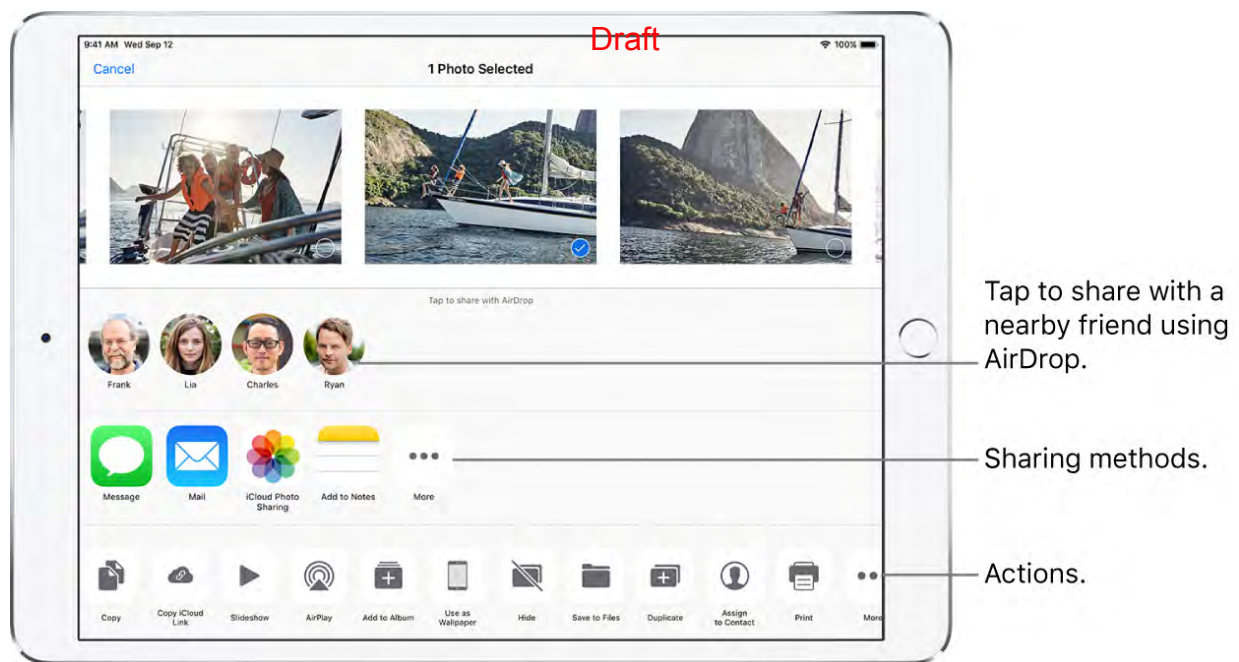 Draft
9:41 AM Wed Sep 12
100%
Cancel
1 Photo Selected
Tap to share with AirDrop
Frank
Lia
Charles
Ryan
Tap to share with a
nearby friend using
AirDrop.
Message
Mail
iCloud Photo
Sharing
Add to Notes
More
Sharing methods.
Copy
Copy iCloud
Link
Slideshow
AirPlay
Add to Album
Use as
Wallpaper
Hide
Save to Files
Duplicate
Assign
to Contact
Print
More
Actions.